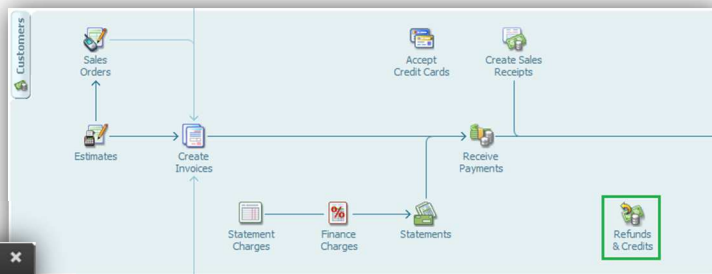 Customers
Sales
Orders
Accept
Credit Cards
Create Sales
Receipts
Estimates
Create
Invoices
Receive
Payments
Statement
Charges
Finance
Charges
Statements
Refunds
& Credits